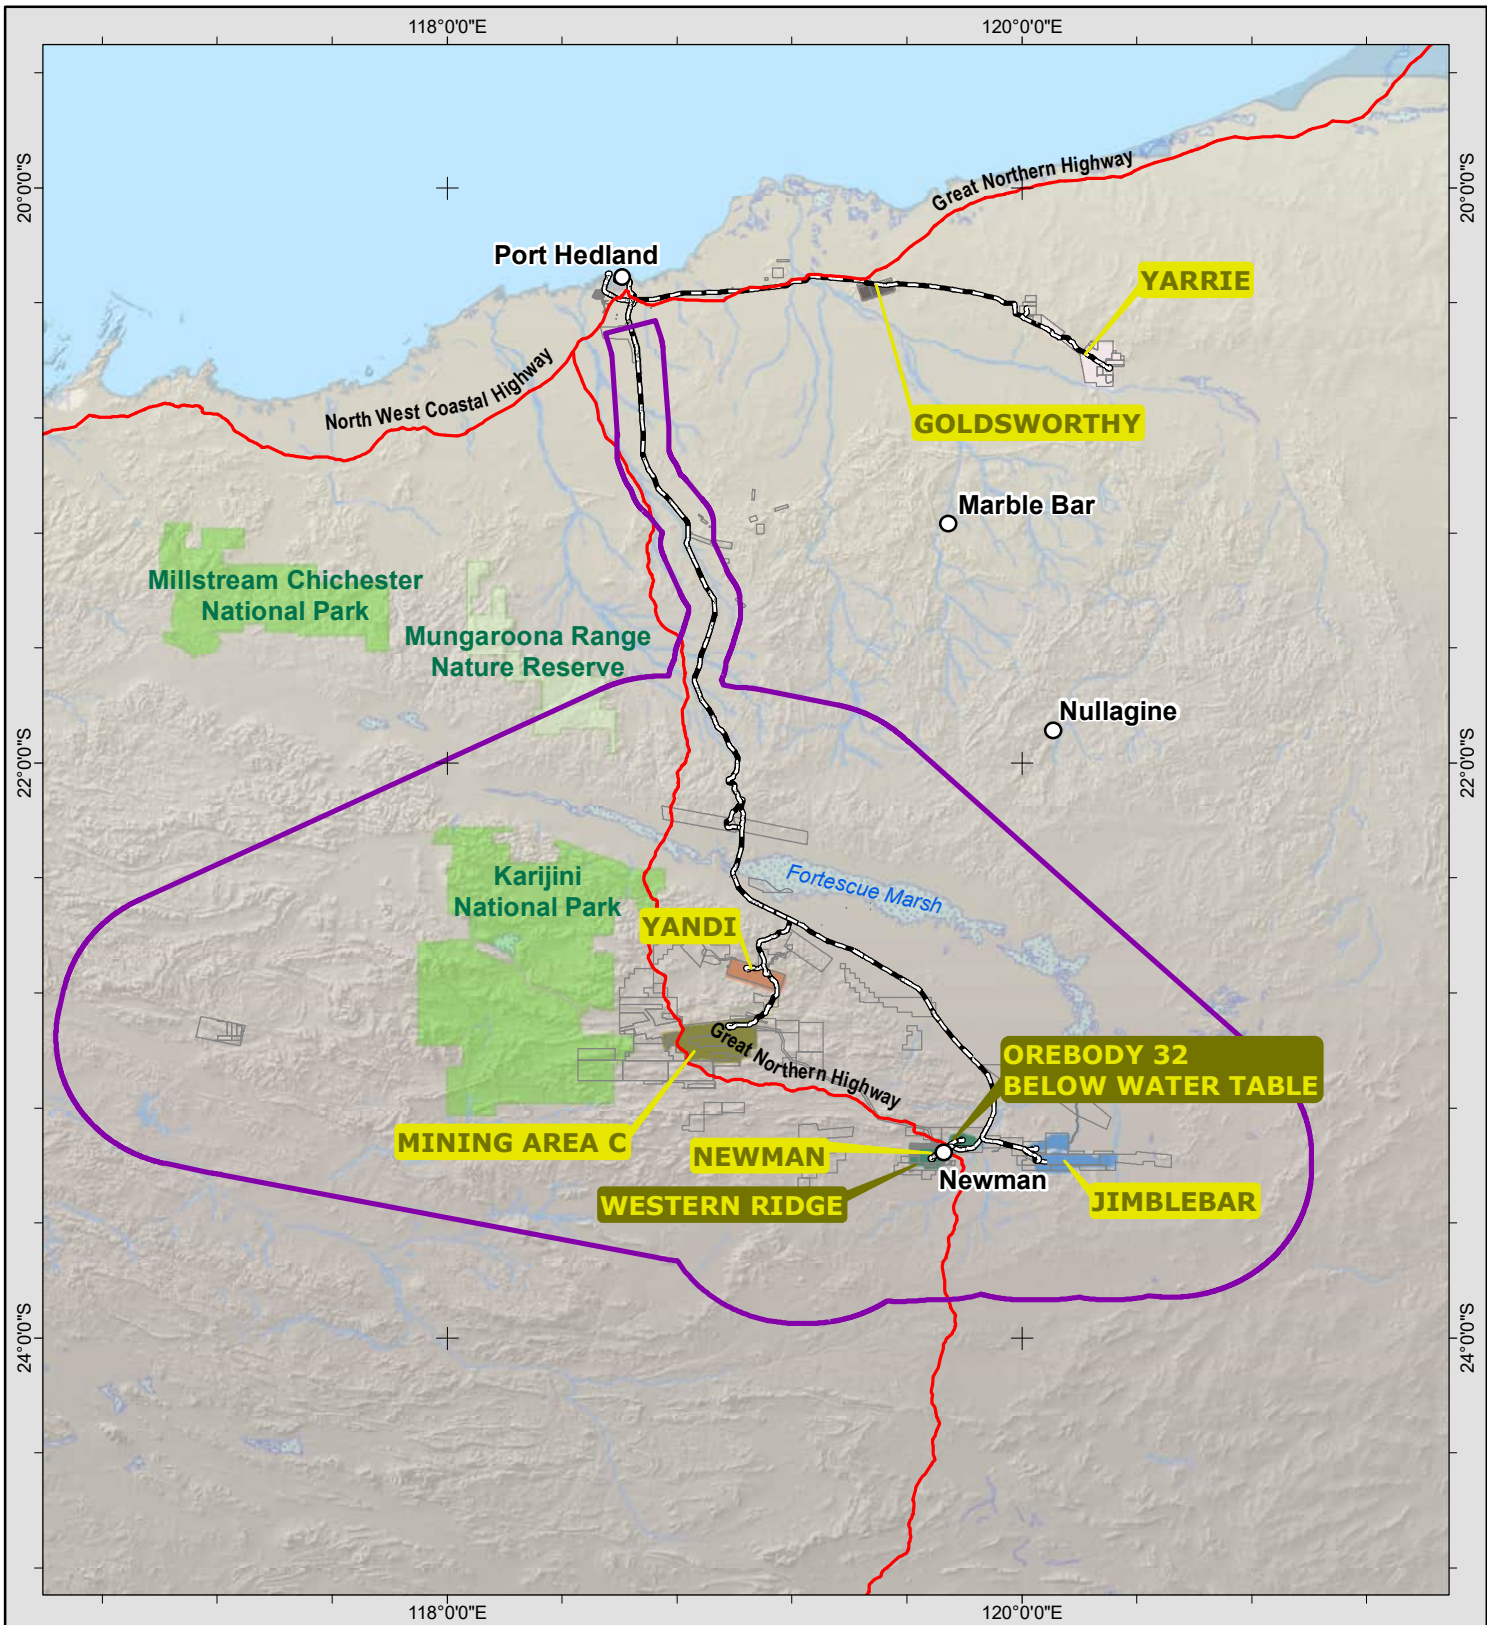 118°0'0"E
120°0'0"E
20°0'0"S
20°0'0"S
Great Northern Highway
Port Hedland
YARRIE
North West Coastal Highway
GOLDSWORTHY
Marble Bar
Millstream Chichester
National Park
Mungaroona Range
Nature Reserve
Nullagine
22°0'0"S
22°0'0"S
Karijini
National Park
Fortescue Marsh
YANDI
Great Northern Highway
OREBODY 32
BELOW WATER TABLE
MINING AREA C
NEWMAN
Newman
WESTERN RIDGE
JIMBLEBAR
24°0'0"S
24°0'0"S
118°0'0"E
120°0'0"E